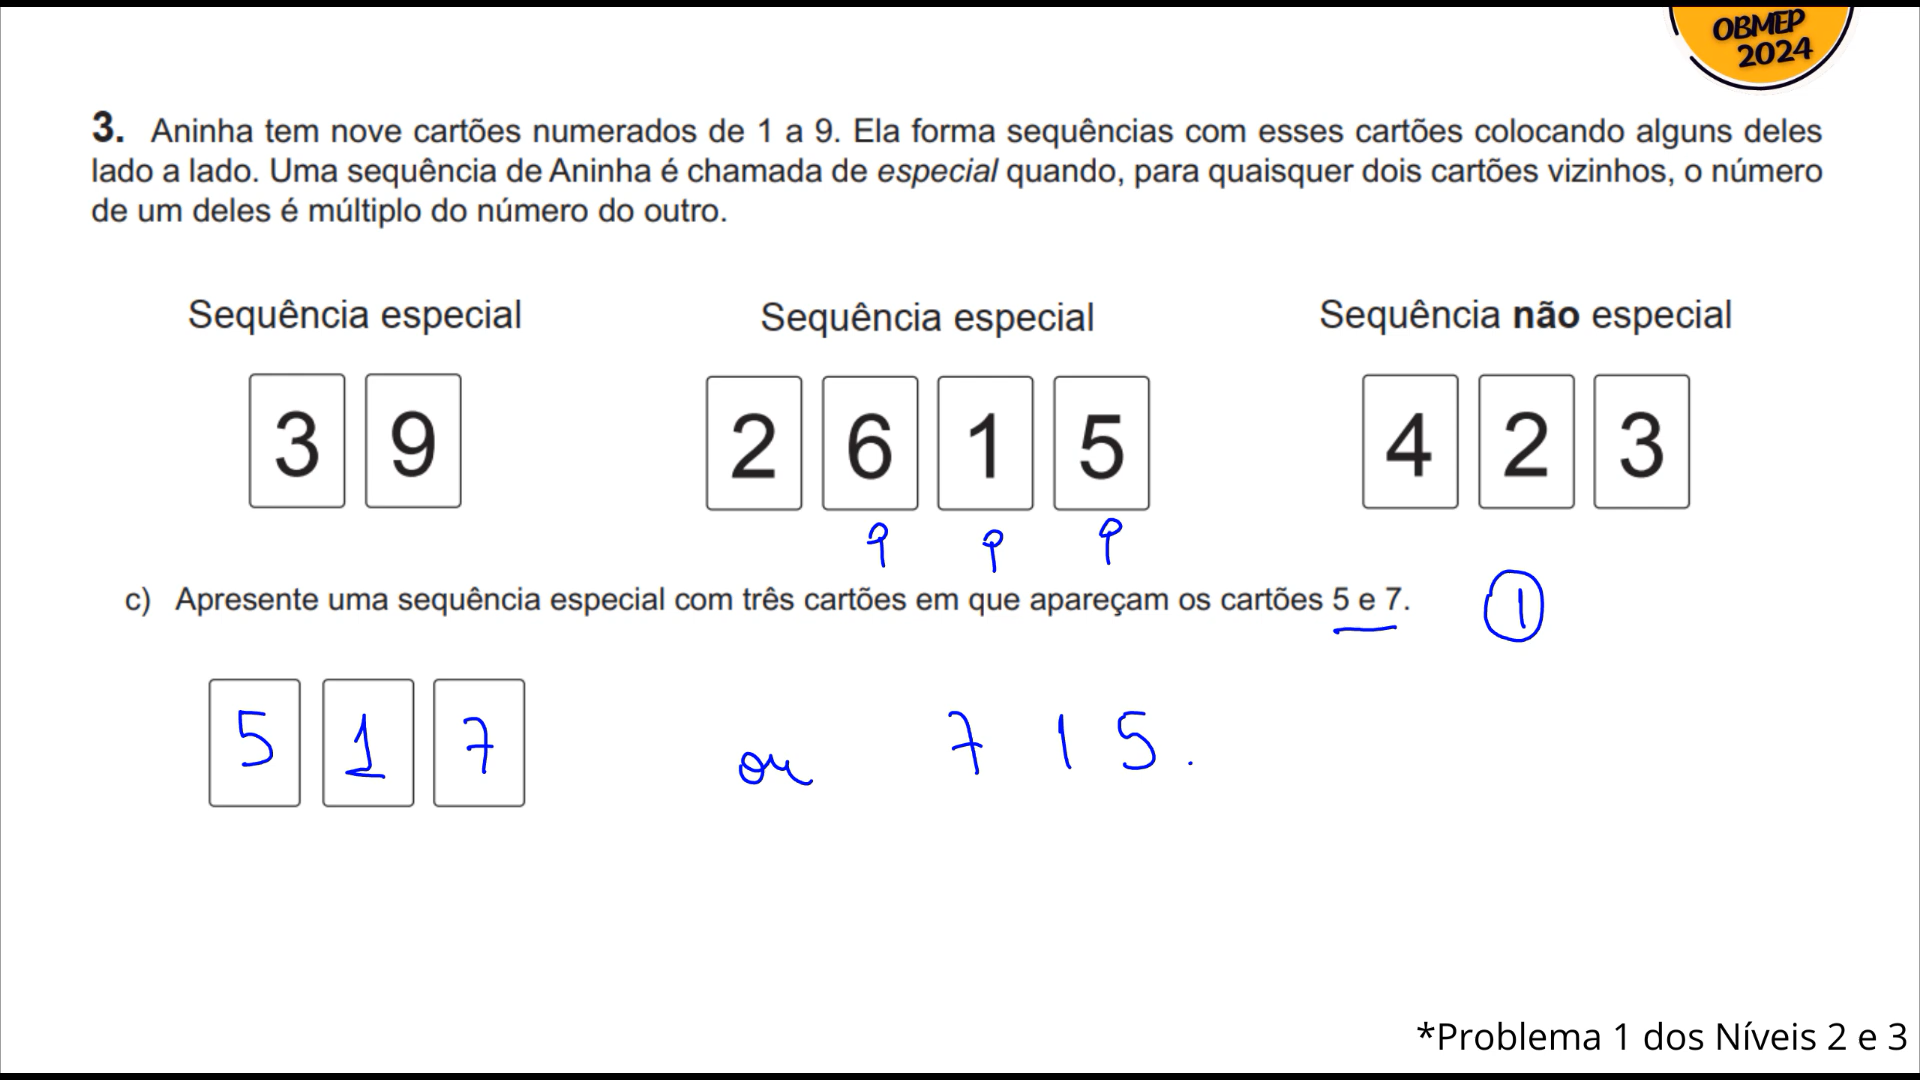 OBMEP
2024
3. Aninha tem nove cartões numerados de 1 a 9. Ela forma sequências com esses cartões colocando alguns deles
lado a lado. Uma sequência de Aninha é chamada de especial quando, para quaisquer dois cartões vizinhos, o número
de um deles é múltiplo do número do outro.
Sequência especial
Sequência especial
Sequência não especial
3 9
2 6 1 5
4 2 3
c) Apresente uma sequência especial com três cartões em que apareçam os cartões 5 e 7.
1
5 1 7 ou 7 1 5.
*Problema 1 dos Níveis 2 e 3